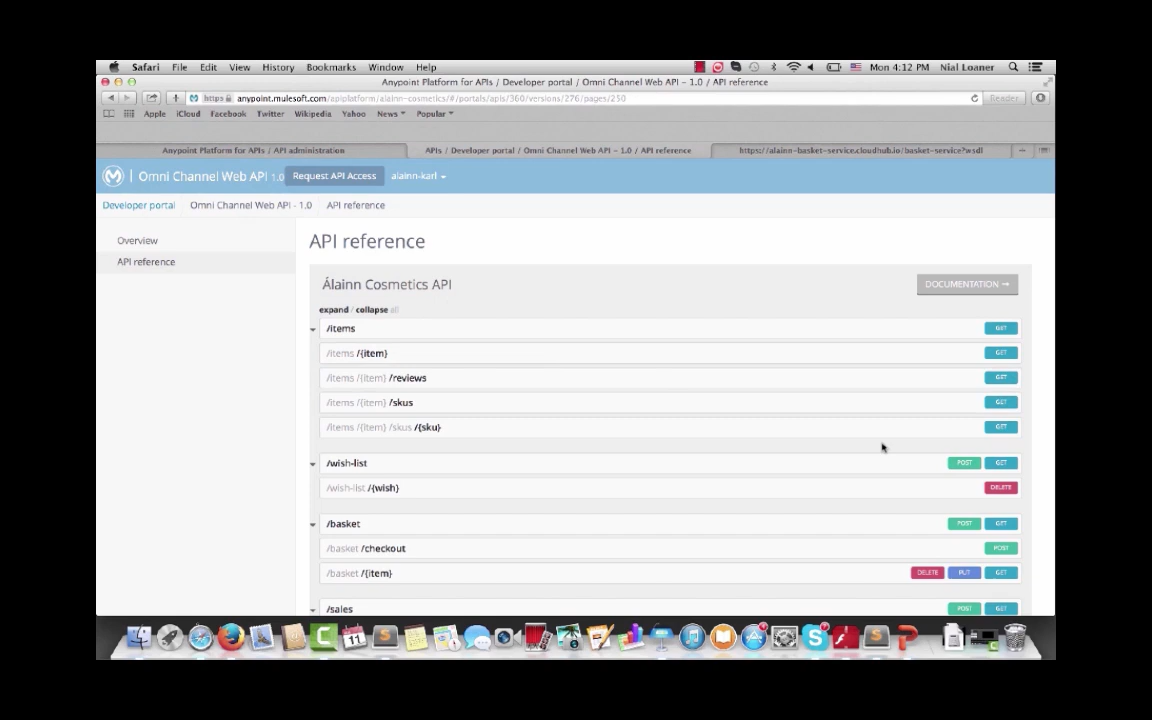 Safari File Edit View History Bookmarks Window Help Mon 4:12 PM Nial Loaner
Anypoint Platform for APIs / Developer portal / Omni Channel Web API – 1.0 / API reference
https anypoint.mulesoft.com/apiplatform/alainn-cosmetics/#/portals/apis/360/versions/276/pages/250 Reader
Apple iCloud Facebook Twitter Wikipedia Yahoo News Popular
Anypoint Platform for APIs / API administration APIs / Developer portal / Omni Channel Web API – 1.0 / API reference https://alainn-basket-service.cloudhub.io/basket-service?wsdl
Omni Channel Web API 1.0 Request API Access alainn-karl
Developer portal Omni Channel Web API - 1.0 API reference
Overview
API reference
API reference
Álainn Cosmetics API DOCUMENTATION →
expand / collapse all
/items GET
/items /{item} GET
/items /{item} /reviews GET
/items /{item} /skus GET
/items /{item} /skus /{sku} GET
/wish-list POST GET
/wish-list /{wish} DELETE
/basket POST GET
/basket /checkout POST
/basket /{item} DELETE PUT GET
/sales POST GET
11